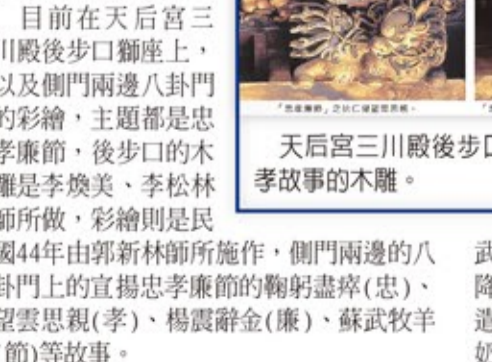 目前在天后宮三
川殿後步口獅座上，
以及側門兩邊八卦門
的彩繪，主題都是忠
孝廉節，後步口的木
雕是李煥美、李松林
師所做，彩繪則是民
國44年由郭新林師所施作，側門兩邊的八
卦門上的宣揚忠孝廉節的鞠躬盡瘁(忠)、
望雲思親(孝)、楊震辭金(廉)、蘇武牧羊
(節)等故事。
天后宮三川殿後步口
孝故事的木雕。
武
降
遣